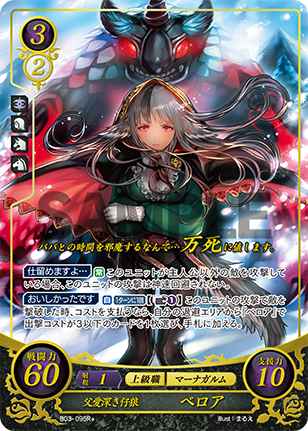 3
2
SAMPLE
パパとの時間を邪魔するなんて…万死に値します。
仕留めますよ… 常 このユニットが主人公以外の敵を攻撃している場合、このユニットの攻撃は神速回避されない。
おいしかったです 自 【1ターンに1回】【
】このユニットの攻撃で敵を撃破した時、コストを支払うなら、自分の退避エリアから『ベロア』で出撃コストが3以下のカードを1枚選び、手札に加える。
戦闘力
60
射程
1
上級職
マーナガルム
支援力
10
父愛深き仔狼 ベロア
B03-095R+
Illust：まるえ